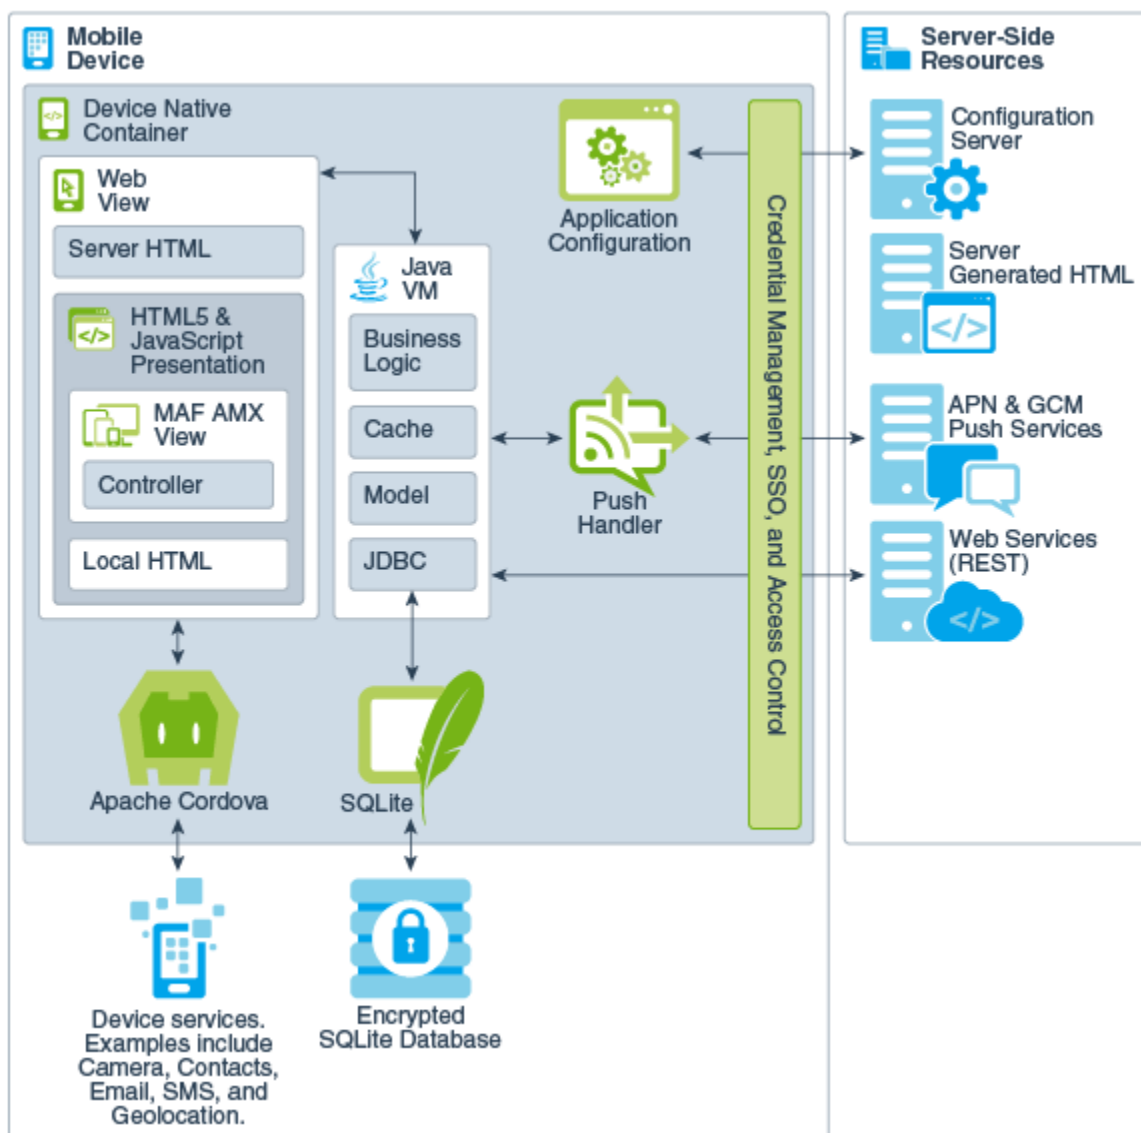 Mobile
Device
Device Native
Container
Web
View
Server HTML
HTML5 &
JavaScript
Presentation
MAF AMX
View
Controller
Local HTML
Java
VM
Business
Logic
Cache
Model
JDBC
Application
Configuration
Push
Handler
Credential Management, SSO, and Access Control
Apache Cordova
SQLite
Device services.
Examples include
Camera, Contacts,
Email, SMS, and
Geolocation.
Encrypted
SQLite Database
Server-Side
Resources
Configuration
Server
Server
Generated HTML
APN & GCM
Push Services
Web Services
(REST)